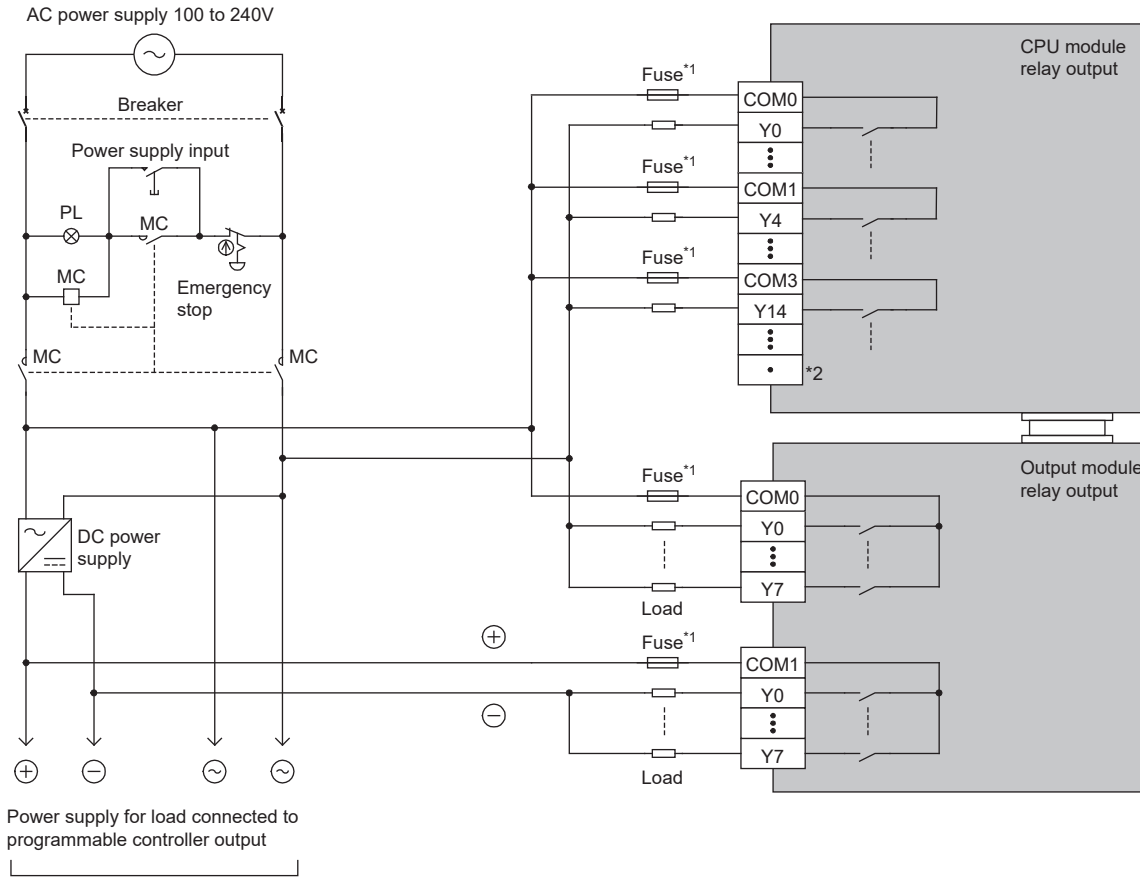 AC power supply 100 to 240V
Breaker
Power supply input
PL
MC
MC
Emergency
stop
MC
MC
DC power
supply
Power supply for load connected to
programmable controller output
CPU module
relay output
Fuse*1
COM0
Y0
Fuse*1
COM1
Y4
Fuse*1
COM3
Y14
*2
Output module
relay output
Fuse*1
COM0
Y0
Y7
Load
+
Fuse*1
COM1
Y0
−
Y7
Load
+
−
~
~